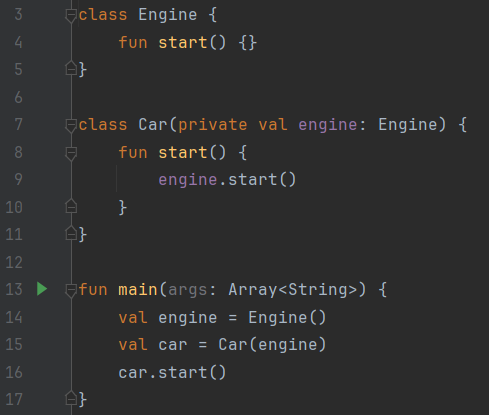 3 class Engine {
4     fun start() {}
5 }
6
7 class Car(private val engine: Engine) {
8     fun start() {
9         engine.start()
10     }
11 }
12
13 fun main(args: Array<String>) {
14     val engine = Engine()
15     val car = Car(engine)
16     car.start()
17 }